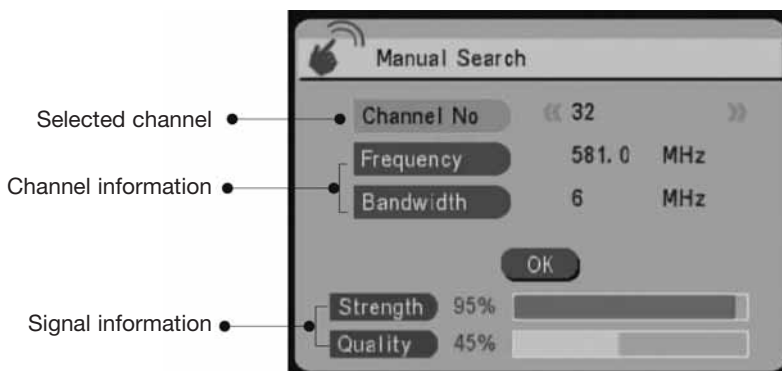 Manual Search
Selected channel
Channel No 32
Channel information
Frequency 581.0 MHz
Bandwidth 6 MHz
OK
Signal information
Strength 95%
Quality 45%